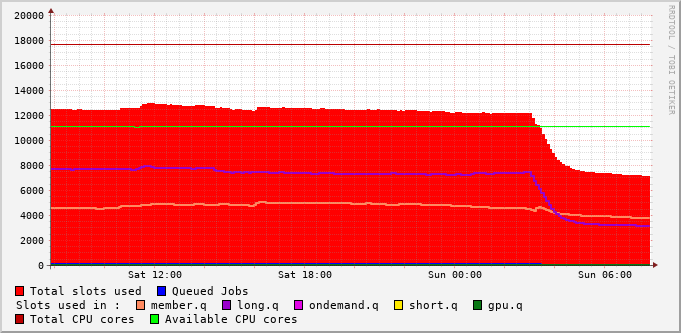 20000
18000
16000
14000
12000
10000
8000
6000
4000
2000
0
Sat 12:00 Sat 18:00 Sun 00:00 Sun 06:00
RRDTOOL / TOBI OETIKER
Total slots used Queued Jobs
Slots used in : member.q long.q ondemand.q short.q gpu.q
Total CPU cores Available CPU cores